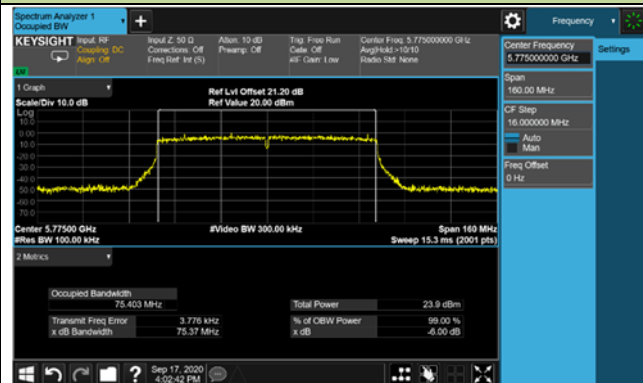 Spectrum Analyzer 1
Occupied BW
Frequency
KEYSIGHT
Input: RF
Coupling: DC
Align: Off
Input Z: 50 Ω
Corrections: Off
Freq Ref: Int (S)
Atten: 10 dB
Preamp: Off
Trig: Free Run
Gate: Off
#IF Gain: Low
Center Freq: 5.775000000 GHz
Avg|Hold:>10/10
Radio Std: None
Center Frequency
5.775000000 GHz
Settings
Span
160.00 MHz
CF Step
16.000000 MHz
Auto
Man
Freq Offset
0 Hz
1 Graph
Scale/Div 10.0 dB
Ref Lvl Offset 21.20 dB
Ref Value 20.00 dBm
Log
10.0
0.00
-10.0
-20.0
-30.0
-40.0
-50.0
-60.0
-70.0
Center 5.77500 GHz
#Res BW 100.00 kHz
#Video BW 300.00 kHz
Span 160 MHz
Sweep 15.3 ms (2001 pts)
2 Metrics
Occupied Bandwidth
75.403 MHz
Total Power
23.9 dBm
Transmit Freq Error
3.776 kHz
% of OBW Power
99.00 %
x dB Bandwidth
75.37 MHz
x dB
-6.00 dB
?
Sep 17, 2020
4:02:42 PM